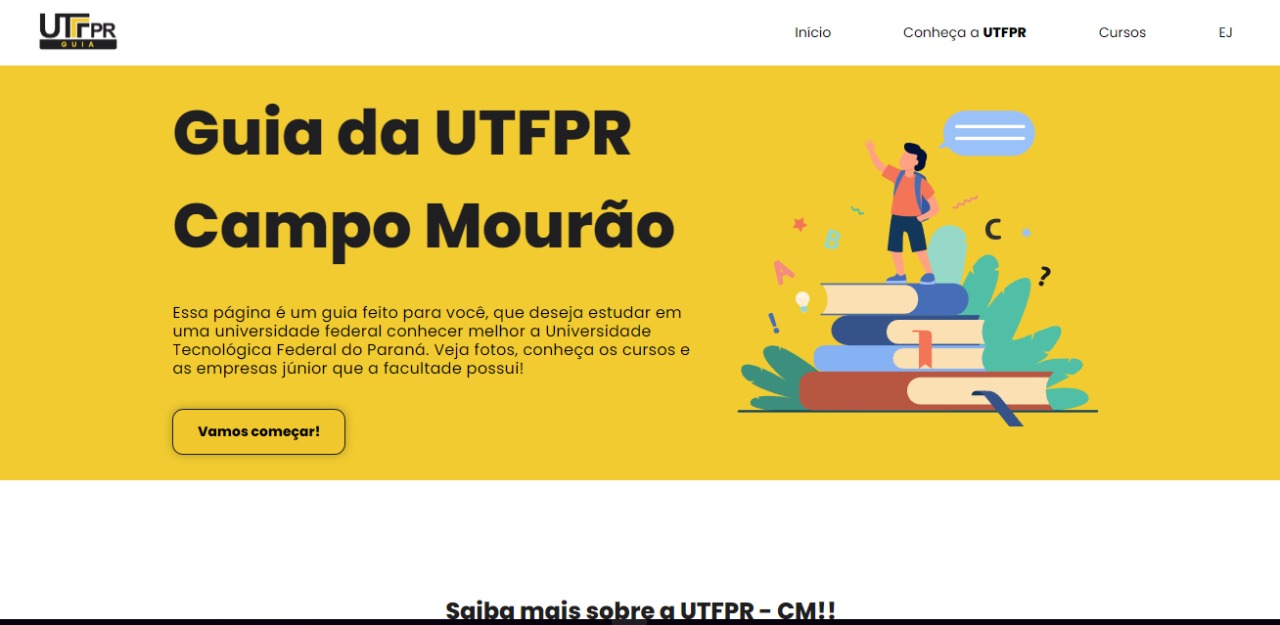 UTFPR
GUIA
Início
Conheça a UTFPR
Cursos
EJ
Guia da UTFPR
Campo Mourão
Essa página é um guia feito para você, que deseja estudar em
uma universidade federal conhecer melhor a Universidade
Tecnológica Federal do Paraná. Veja fotos, conheça os cursos e
as empresas júnior que a facultade possui!
Vamos começar!
A
B
C
!
?
Saiba mais sobre a UTFPR - CM!!